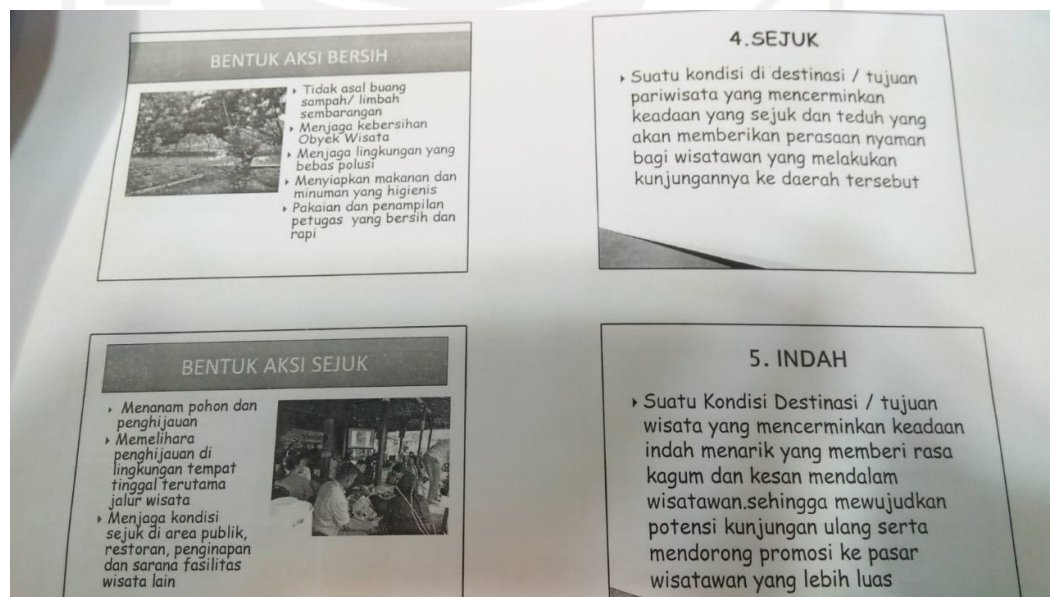 BENTUK AKSI BERSIH
Tidak asal buang
sampah/ limbah
sembarangan
Menjaga kebersihan
Obyek Wisata
Menjaga lingkungan yang
bebas polusi
Menyiapkan makanan dan
minuman yang higienis
Pakaian dan penampilan
petugas yang bersih dan
rapi
4.SEJUK
Suatu kondisi di destinasi / tujuan
pariwisata yang mencerminkan
keadaan yang sejuk dan teduh yang
akan memberikan perasaan nyaman
bagi wisatawan yang melakukan
kunjungannya ke daerah tersebut
BENTUK AKSI SEJUK
Menanam pohon dan
penghijauan
Memelihara
penghijauan di
lingkungan tempat
tinggal terutama
jalur wisata
Menjaga kondisi
sejuk di area publik,
restoran, penginapan
dan sarana fasilitas
wisata lain
5. INDAH
Suatu Kondisi Destinasi / tujuan
wisata yang mencerminkan keadaan
indah menarik yang memberi rasa
kagum dan kesan mendalam
wisatawan.sehingga mewujudkan
potensi kunjungan ulang serta
mendorong promosi ke pasar
wisatawan yang lebih luas